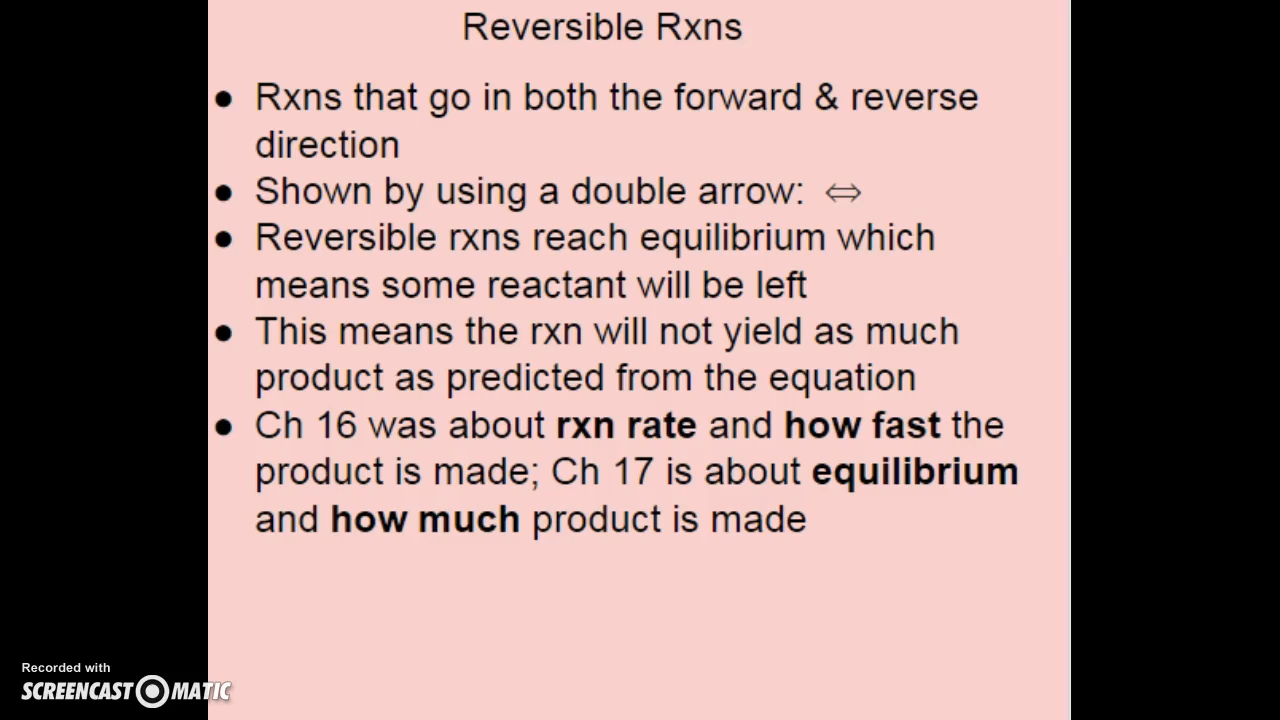 Reversible Rxns
● Rxns that go in both the forward & reverse
direction
● Shown by using a double arrow: ⇔
● Reversible rxns reach equilibrium which
means some reactant will be left
● This means the rxn will not yield as much
product as predicted from the equation
● Ch 16 was about rxn rate and how fast the
product is made; Ch 17 is about equilibrium
and how much product is made
Recorded with
SCREENCAST MATIC